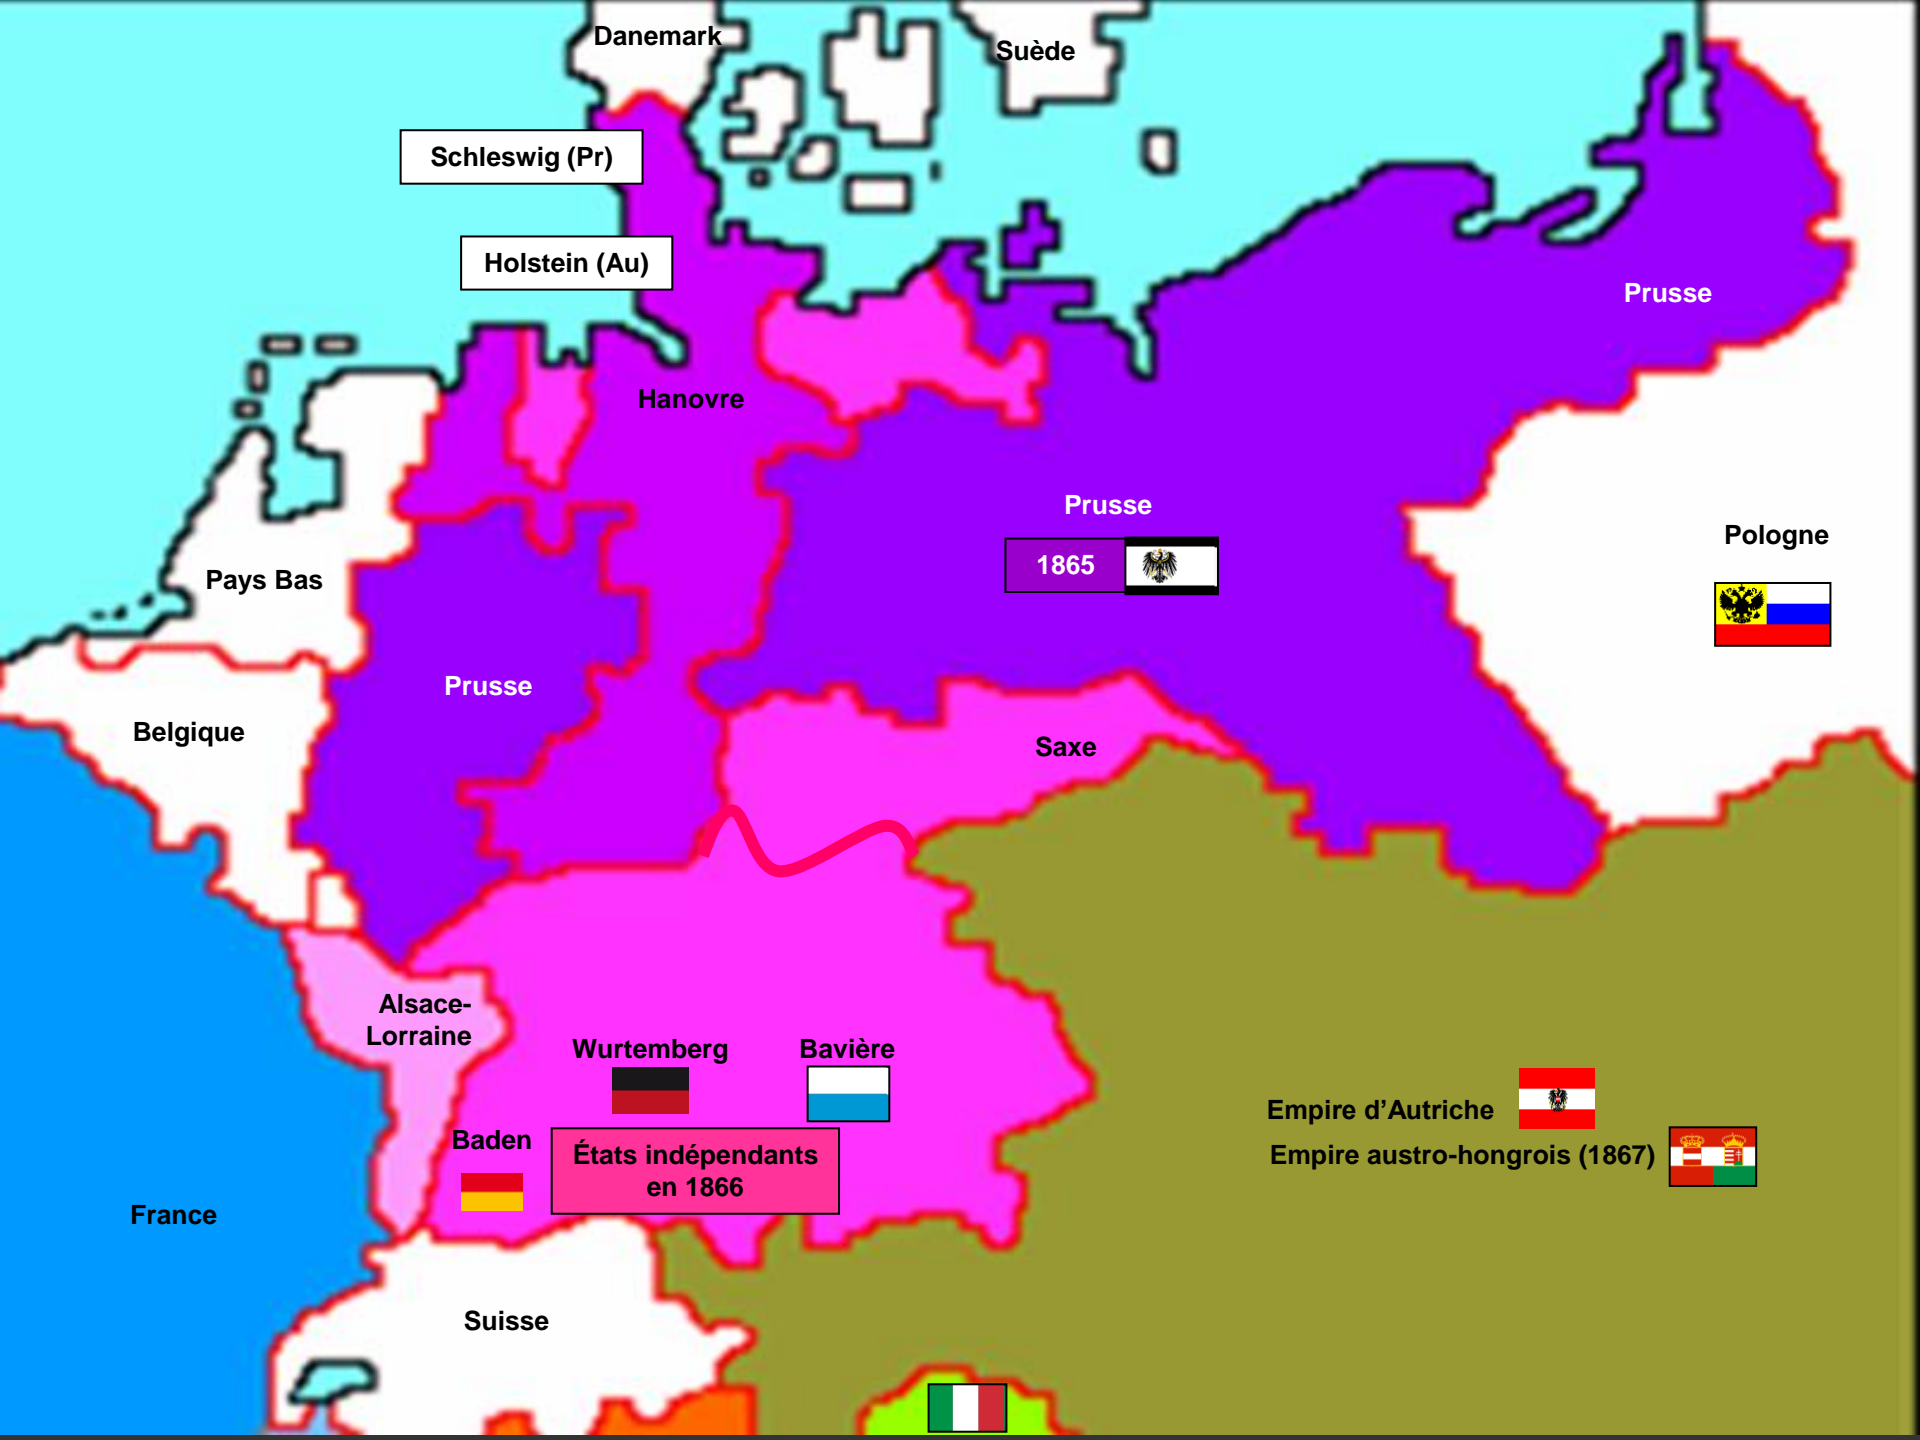 Danemark
Suède
Schleswig (Pr)
Holstein (Au)
Prusse
Hanovre
Prusse
1865
Pologne
Pays Bas
Prusse
Belgique
Saxe
Alsace-
Lorraine
Wurtemberg
Bavière
Baden
États indépendants
en 1866
Empire d’Autriche
Empire austro-hongrois (1867)
France
Suisse